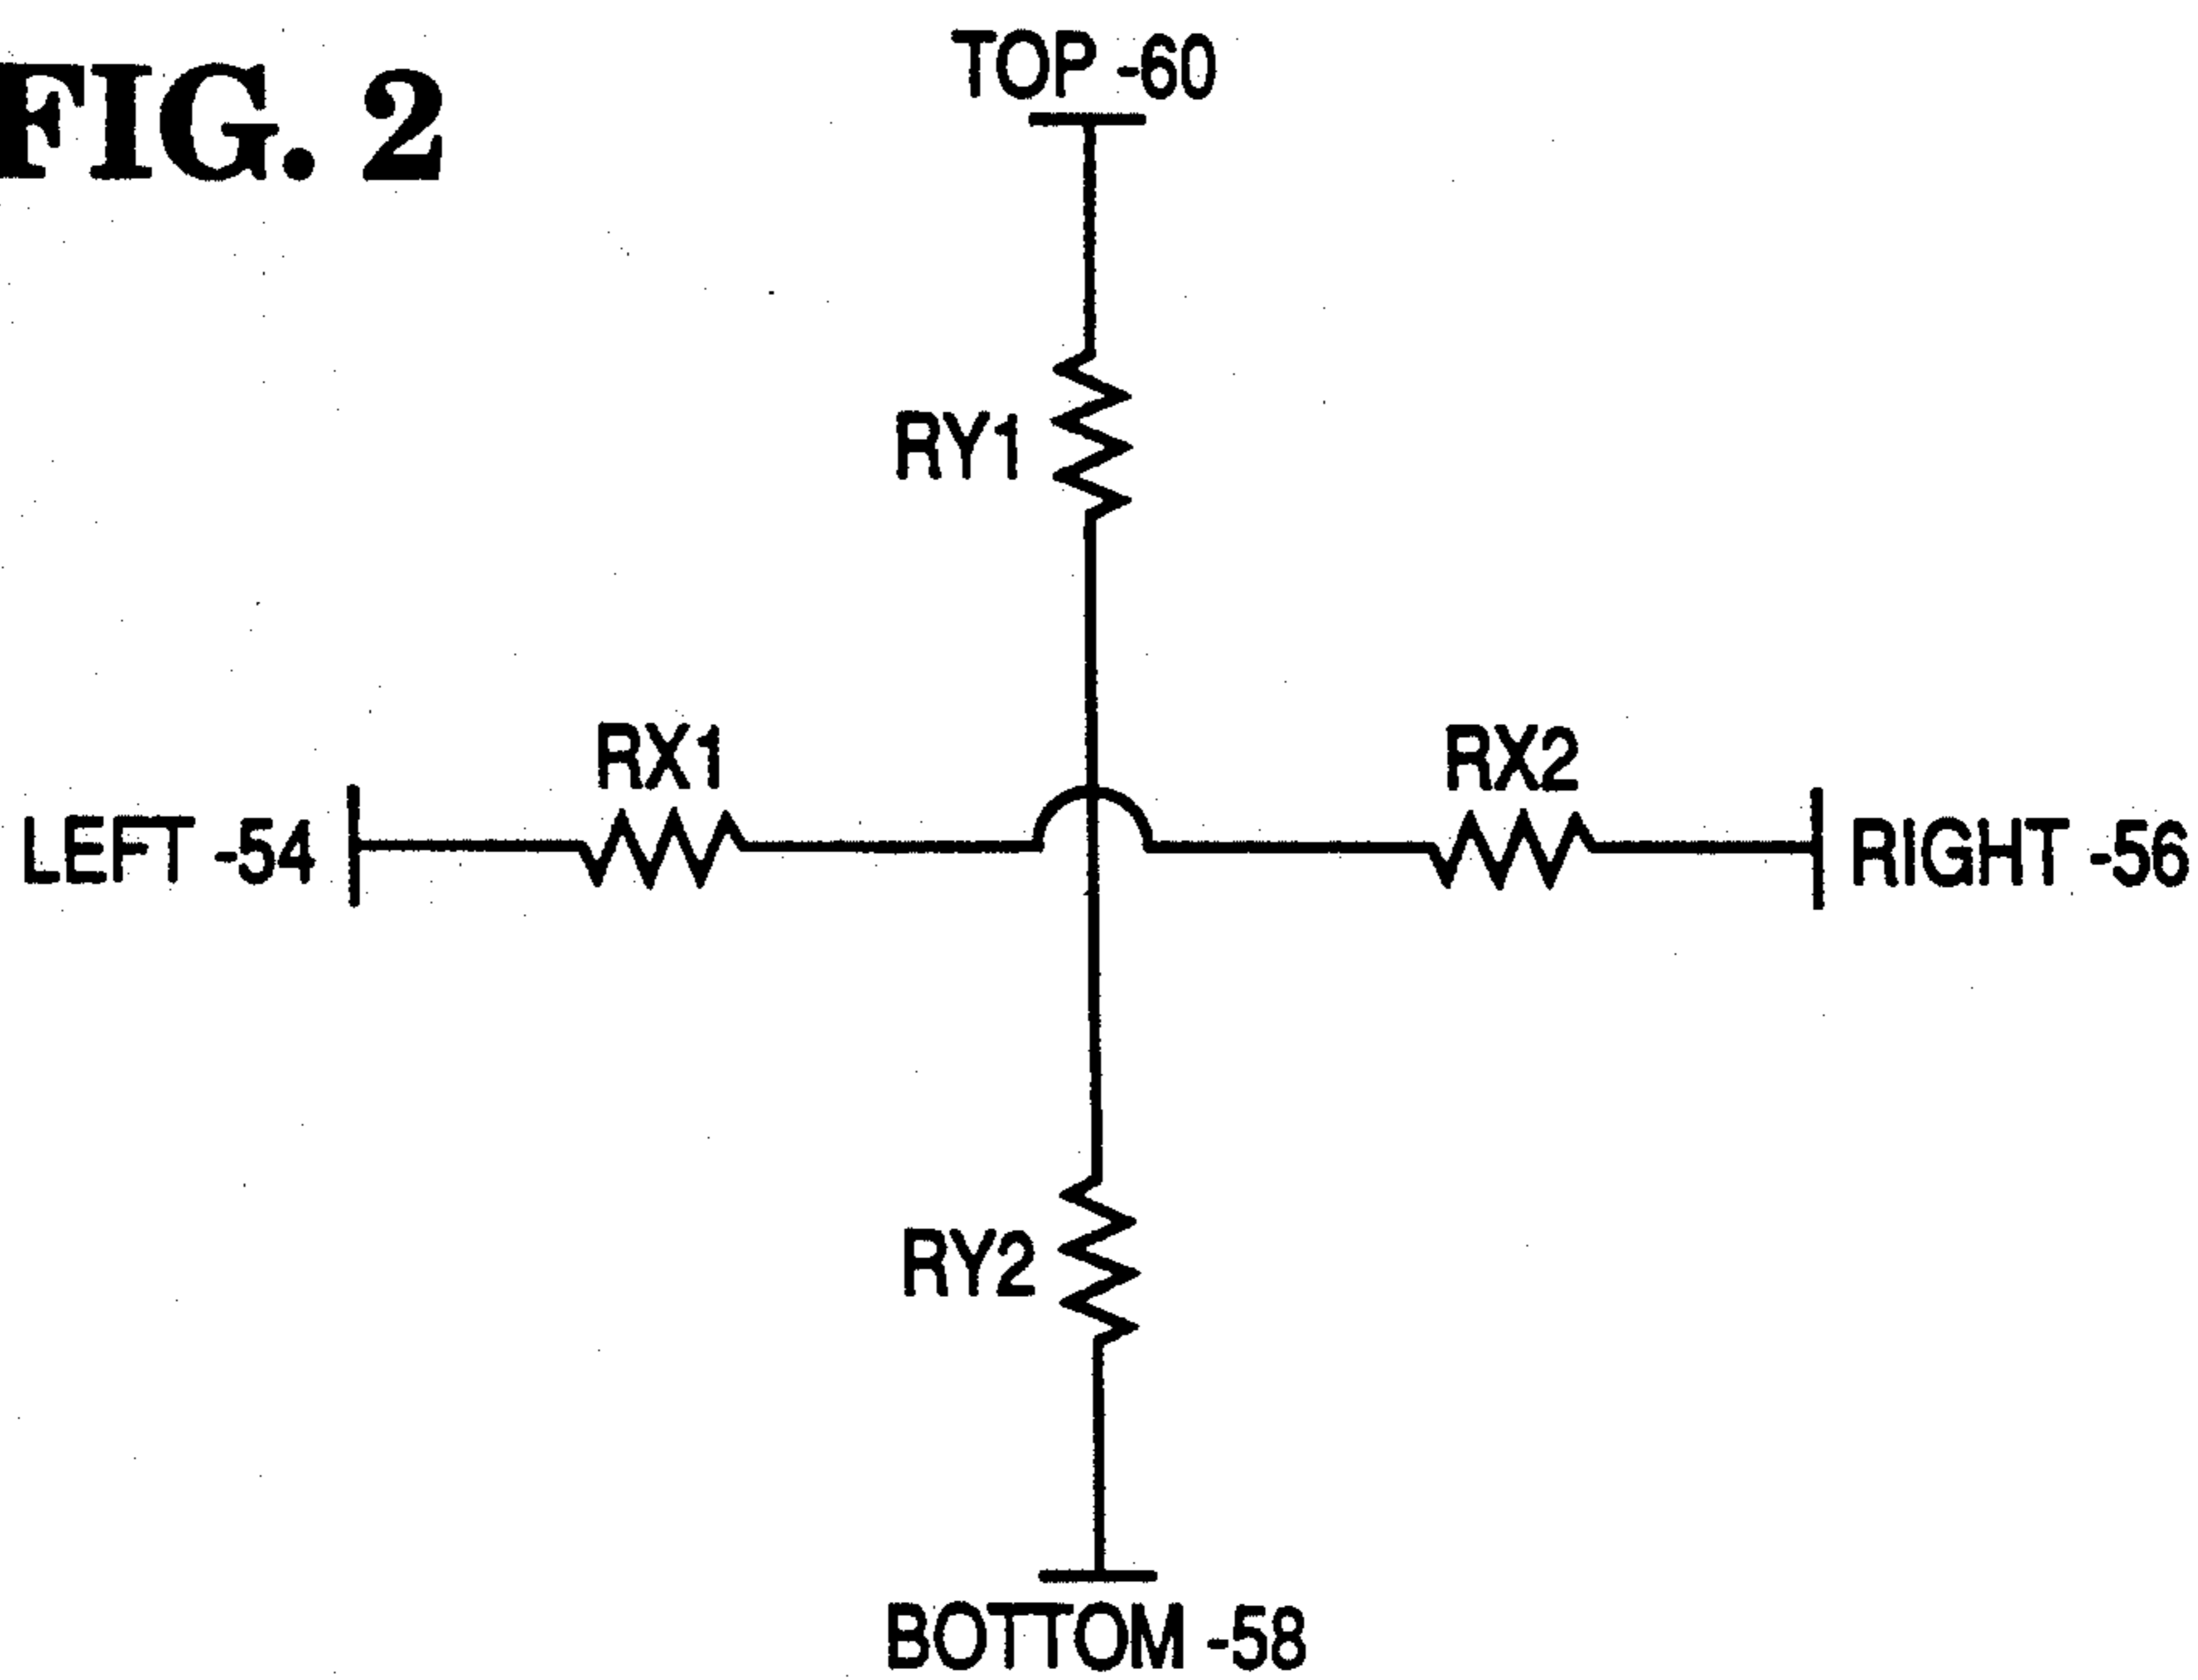 FIG. 2
TOP -60
RY1
RX1
RX2
LEFT -54
RIGHT -56
RY2
BOTTOM -58